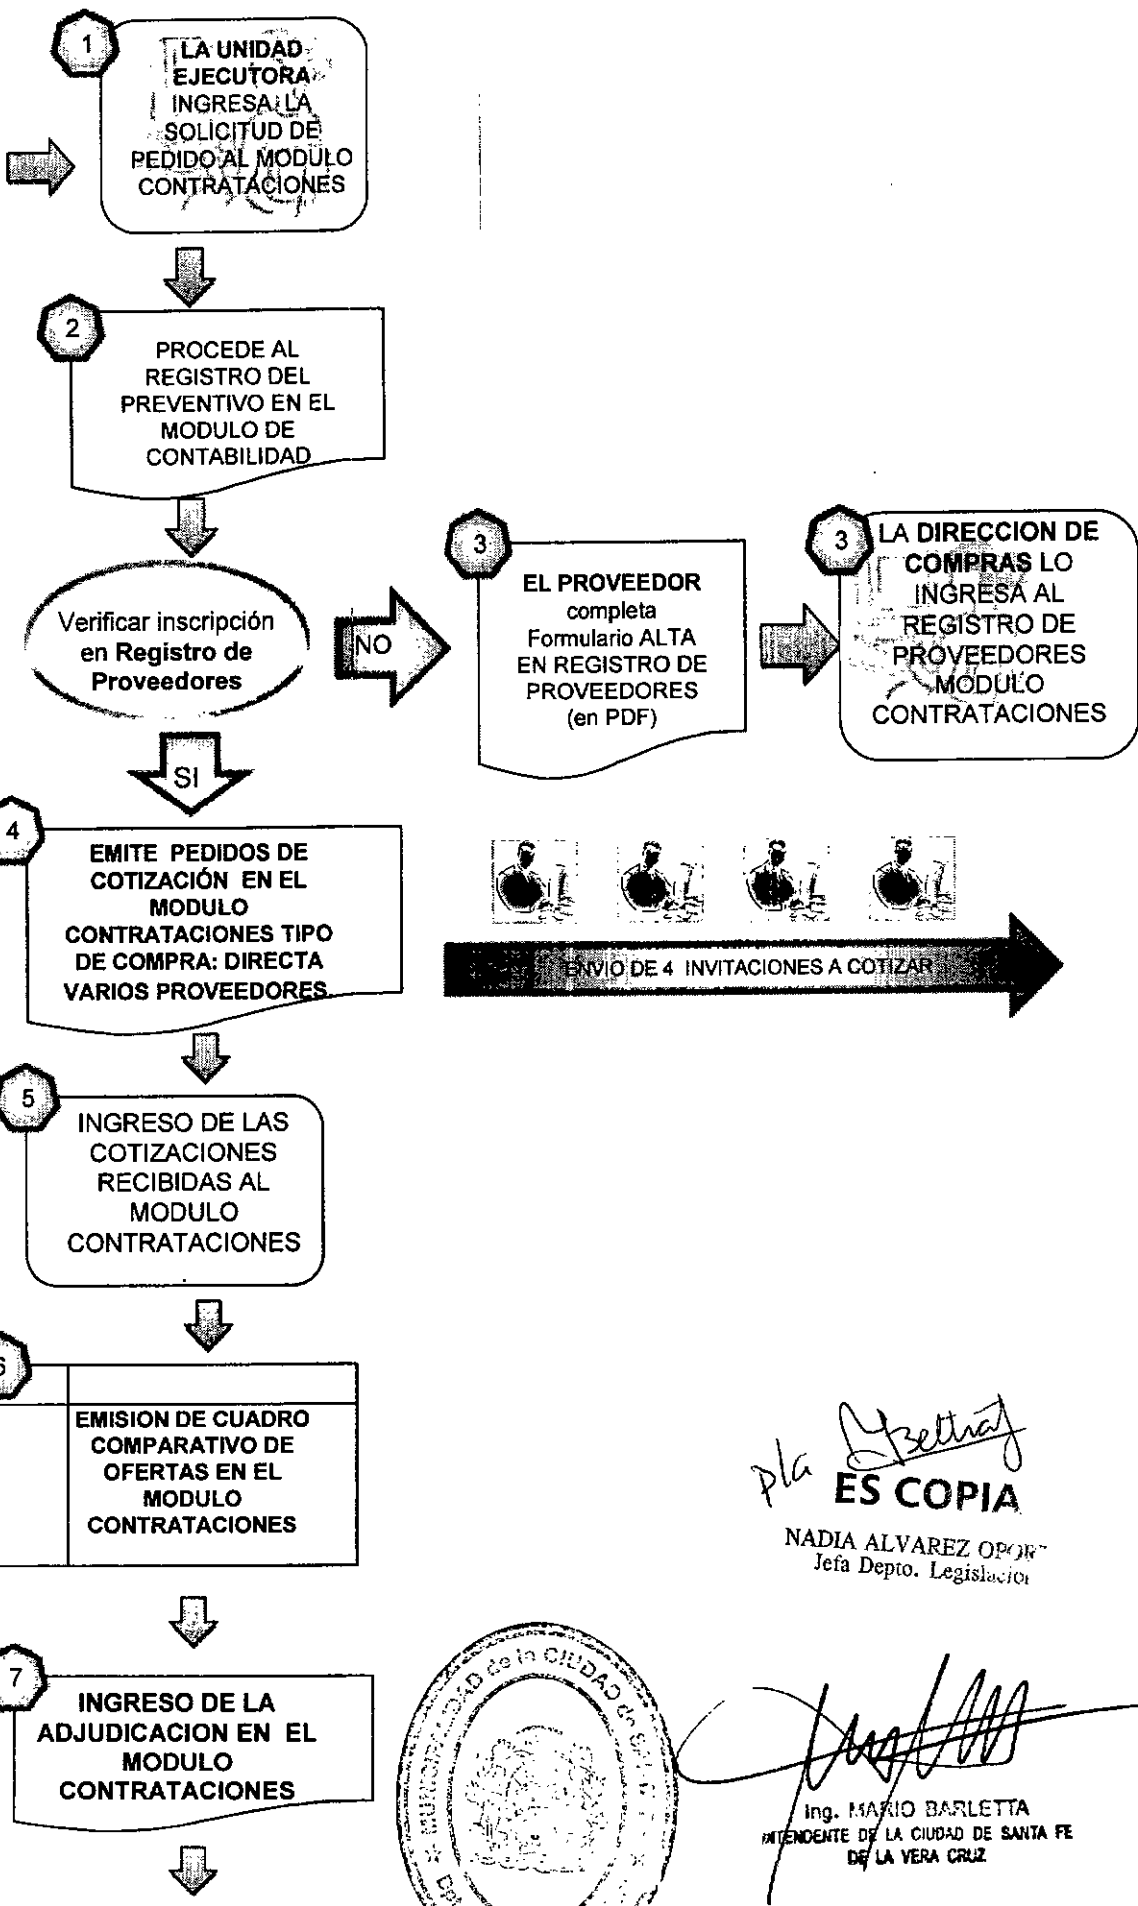 1
LA UNIDAD
EJECUTORA
INGRESA LA
SOLICITUD DE
PEDIDO AL MODULO
CONTRATACIONES
2
PROCEDE AL
REGISTRO DEL
PREVENTIVO EN EL
MODULO DE
CONTABILIDAD
Verificar inscripción
en Registro de
Proveedores
NO
3
EL PROVEEDOR
completa
Formulario ALTA
EN REGISTRO DE
PROVEEDORES
(en PDF)
3
LA DIRECCION DE
COMPRAS LO
INGRESA AL
REGISTRO DE
PROVEEDORES
MODULO
CONTRATACIONES
SI
4
EMITE PEDIDOS DE
COTIZACIÓN EN EL
MODULO
CONTRATACIONES TIPO
DE COMPRA: DIRECTA
VARIOS PROVEEDORES
ENVIO DE 4 INVITACIONES A COTIZAR
5
INGRESO DE LAS
COTIZACIONES
RECIBIDAS AL
MODULO
CONTRATACIONES
6
EMISION DE CUADRO
COMPARATIVO DE
OFERTAS EN EL
MODULO
CONTRATACIONES
p/a
ES COPIA
NADIA ALVAREZ
Jefa Depto.
7
INGRESO DE LA
ADJUDICACION EN EL
MODULO
CONTRATACIONES
MUNICIPALIDAD de la CIUDAD de
Ing. MARIO BARLETTA
INTENDENTE DE LA CIUDAD DE SANTA FE
DE LA VERA CRUZ